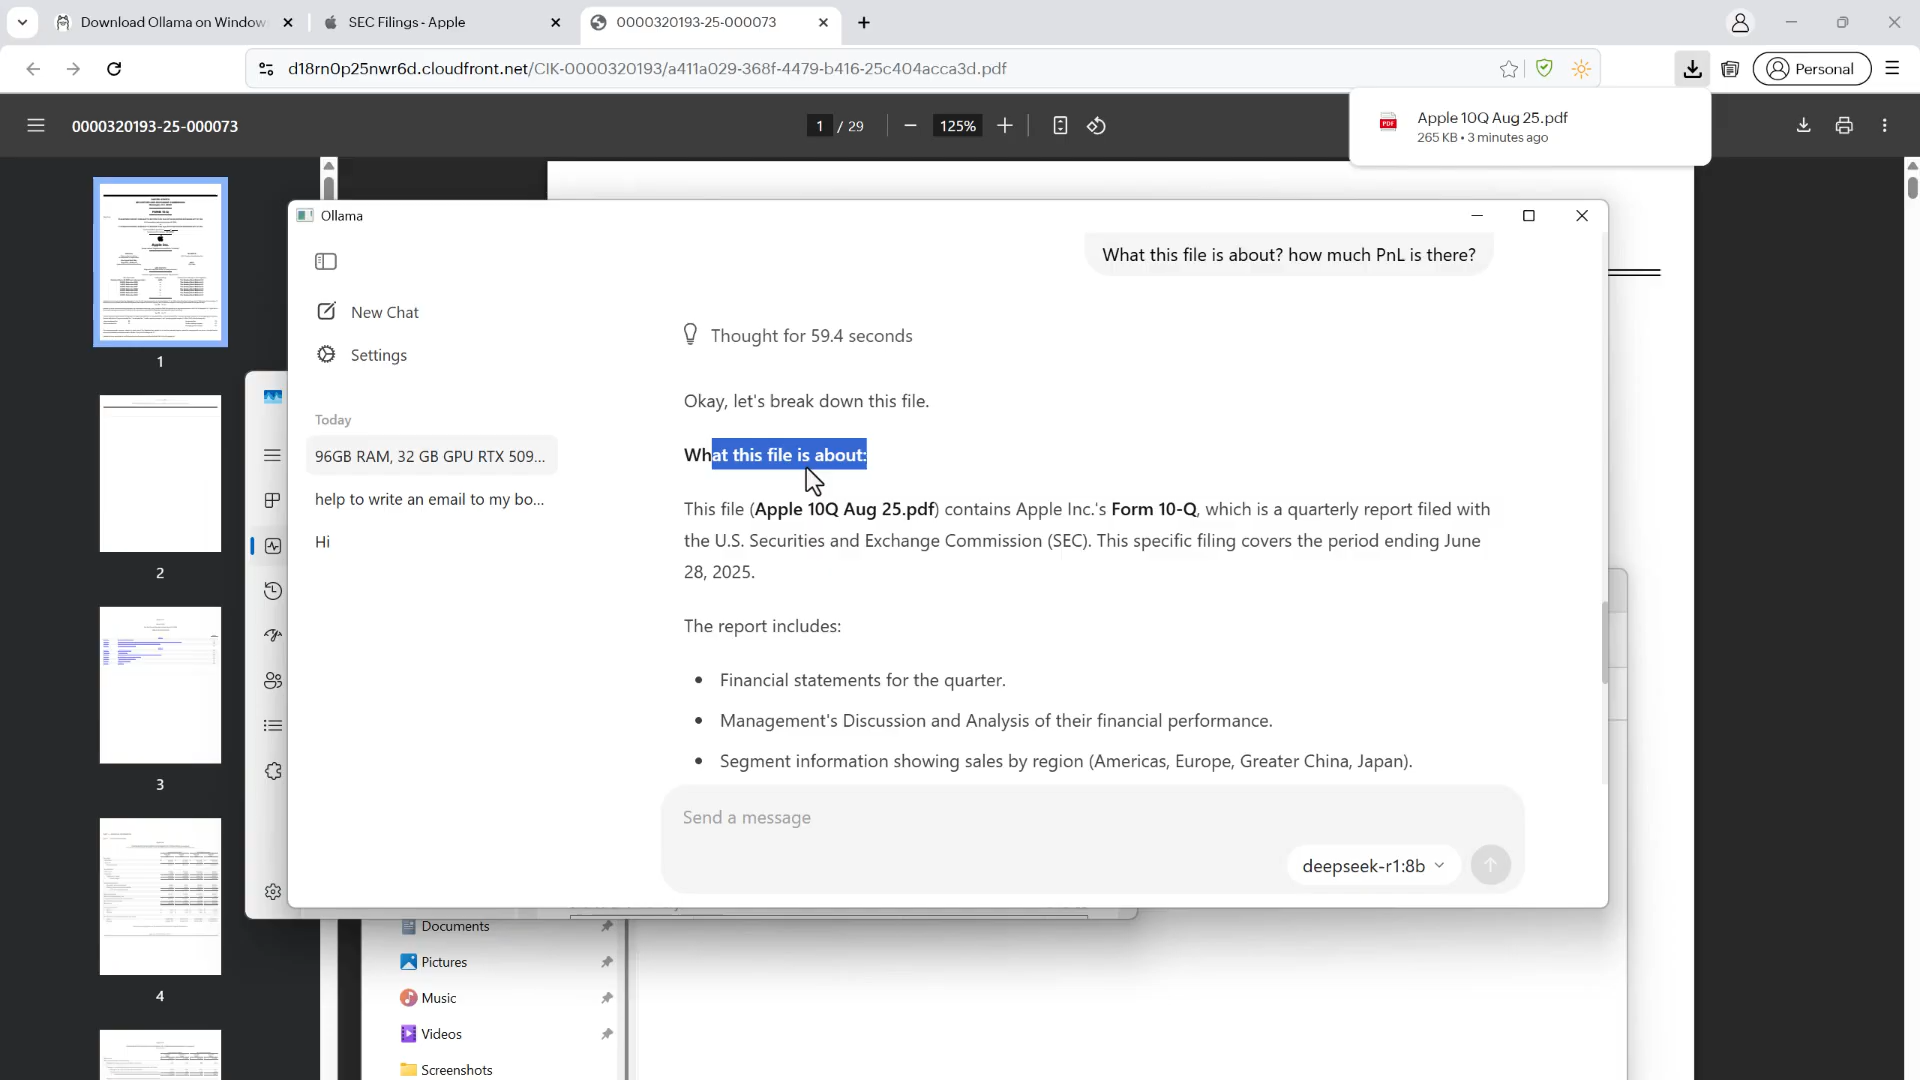 Download Ollama on Window
SEC Filings - Apple
0000320193-25-000073
d18rn0p25nwr6d.cloudfront.net/CIK-0000320193/a411a029-368f-4479-b416-25c404acca3d.pdf
Personal
0000320193-25-000073
1 / 29
125%
Apple 10Q Aug 25.pdf
265 KB • 3 minutes ago
Ollama
What this file is about? how much PnL is there?
New Chat
Settings
Today
96GB RAM, 32 GB GPU RTX 509...
help to write an email to my bo...
Hi
Thought for 59.4 seconds
Okay, let's break down this file.
What this file is about:
This file (Apple 10Q Aug 25.pdf) contains Apple Inc.'s Form 10-Q, which is a quarterly report filed with
the U.S. Securities and Exchange Commission (SEC). This specific filing covers the period ending June
28, 2025.
The report includes:
• Financial statements for the quarter.
• Management's Discussion and Analysis of their financial performance.
• Segment information showing sales by region (Americas, Europe, Greater China, Japan).
Send a message
deepseek-r1:8b
1
2
3
4
Documents
Pictures
Music
Videos
Screenshots